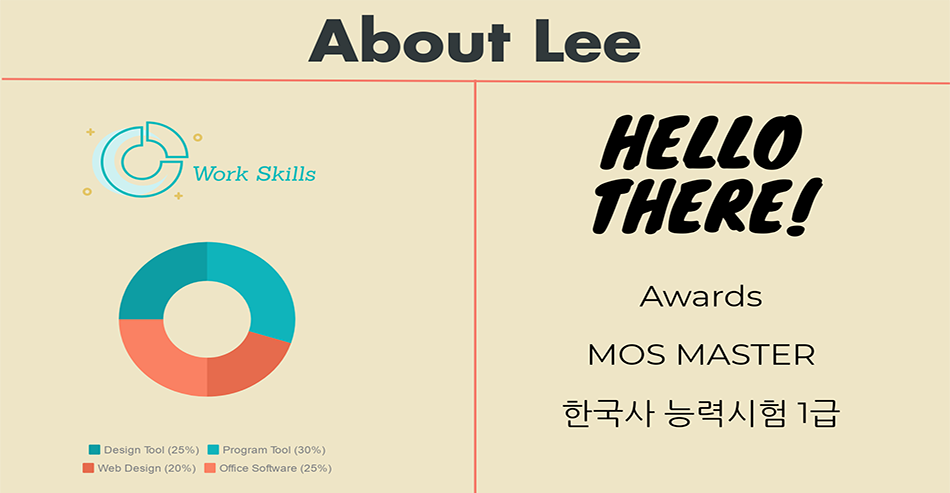 About Lee
Work Skills
Design Tool (25%) Program Tool (30%)
Web Design (20%) Office Software (25%)
HELLO
THERE!
Awards
MOS MASTER
한국사 능력시험 1급